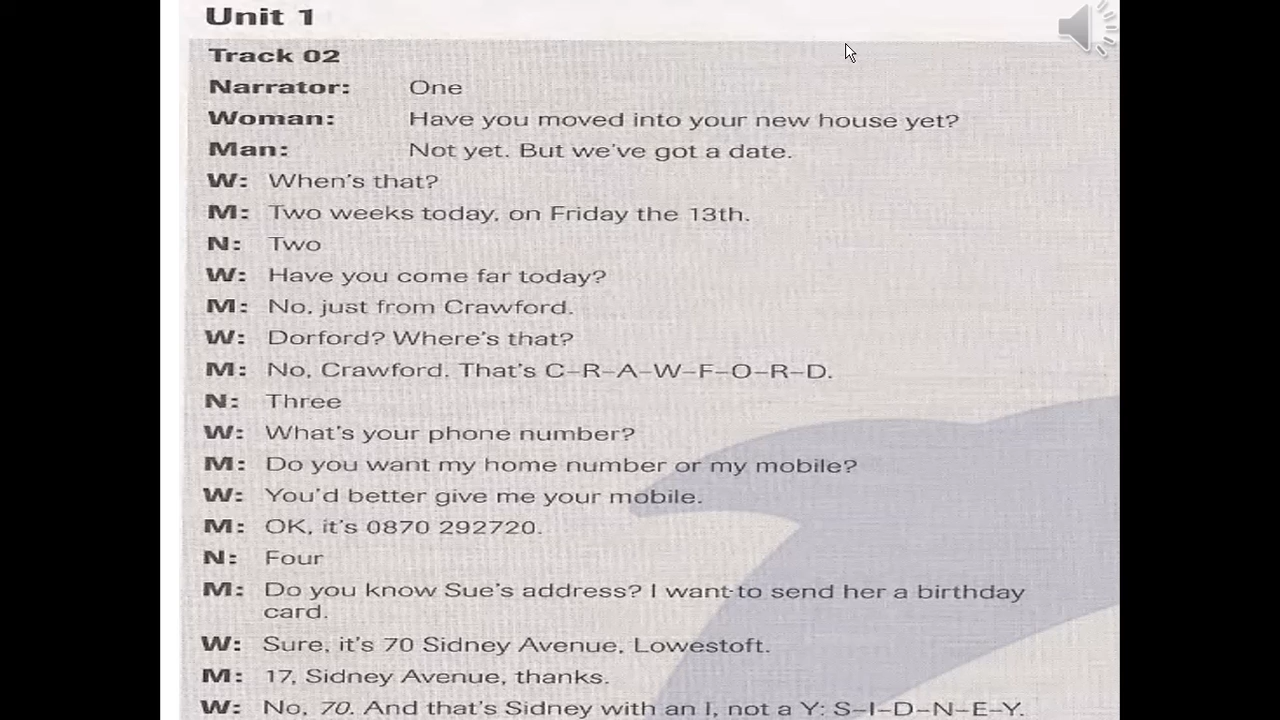 Unit 1
Track 02
Narrator: One
Woman: Have you moved into your new house yet?
Man: Not yet. But we've got a date.
W: When's that?
M: Two weeks today, on Friday the 13th.
N: Two
W: Have you come far today?
M: No, just from Crawford.
W: Dorford? Where's that?
M: No, Crawford. That's C–R–A–W–F–O–R–D.
N: Three
W: What's your phone number?
M: Do you want my home number or my mobile?
W: You'd better give me your mobile.
M: OK, it's 0870 292720.
N: Four
M: Do you know Sue's address? I want to send her a birthday
card.
W: Sure, it's 70 Sidney Avenue, Lowestoft.
M: 17, Sidney Avenue, thanks.
W: No, 70. And that's Sidney with an I, not a Y: S–I–D–N–E–Y.